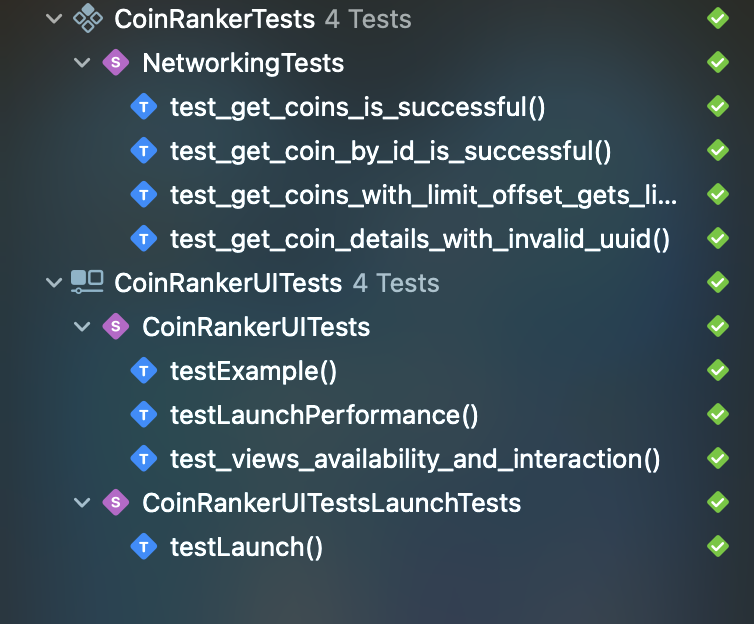 CoinRankerTests 4 Tests
S NetworkingTests
T test_get_coins_is_successful()
T test_get_coin_by_id_is_successful()
T test_get_coins_with_limit_offset_gets_li...
T test_get_coin_details_with_invalid_uuid()
CoinRankerUITests 4 Tests
S CoinRankerUITests
T testExample()
T testLaunchPerformance()
T test_views_availability_and_interaction()
S CoinRankerUITestsLaunchTests
T testLaunch()